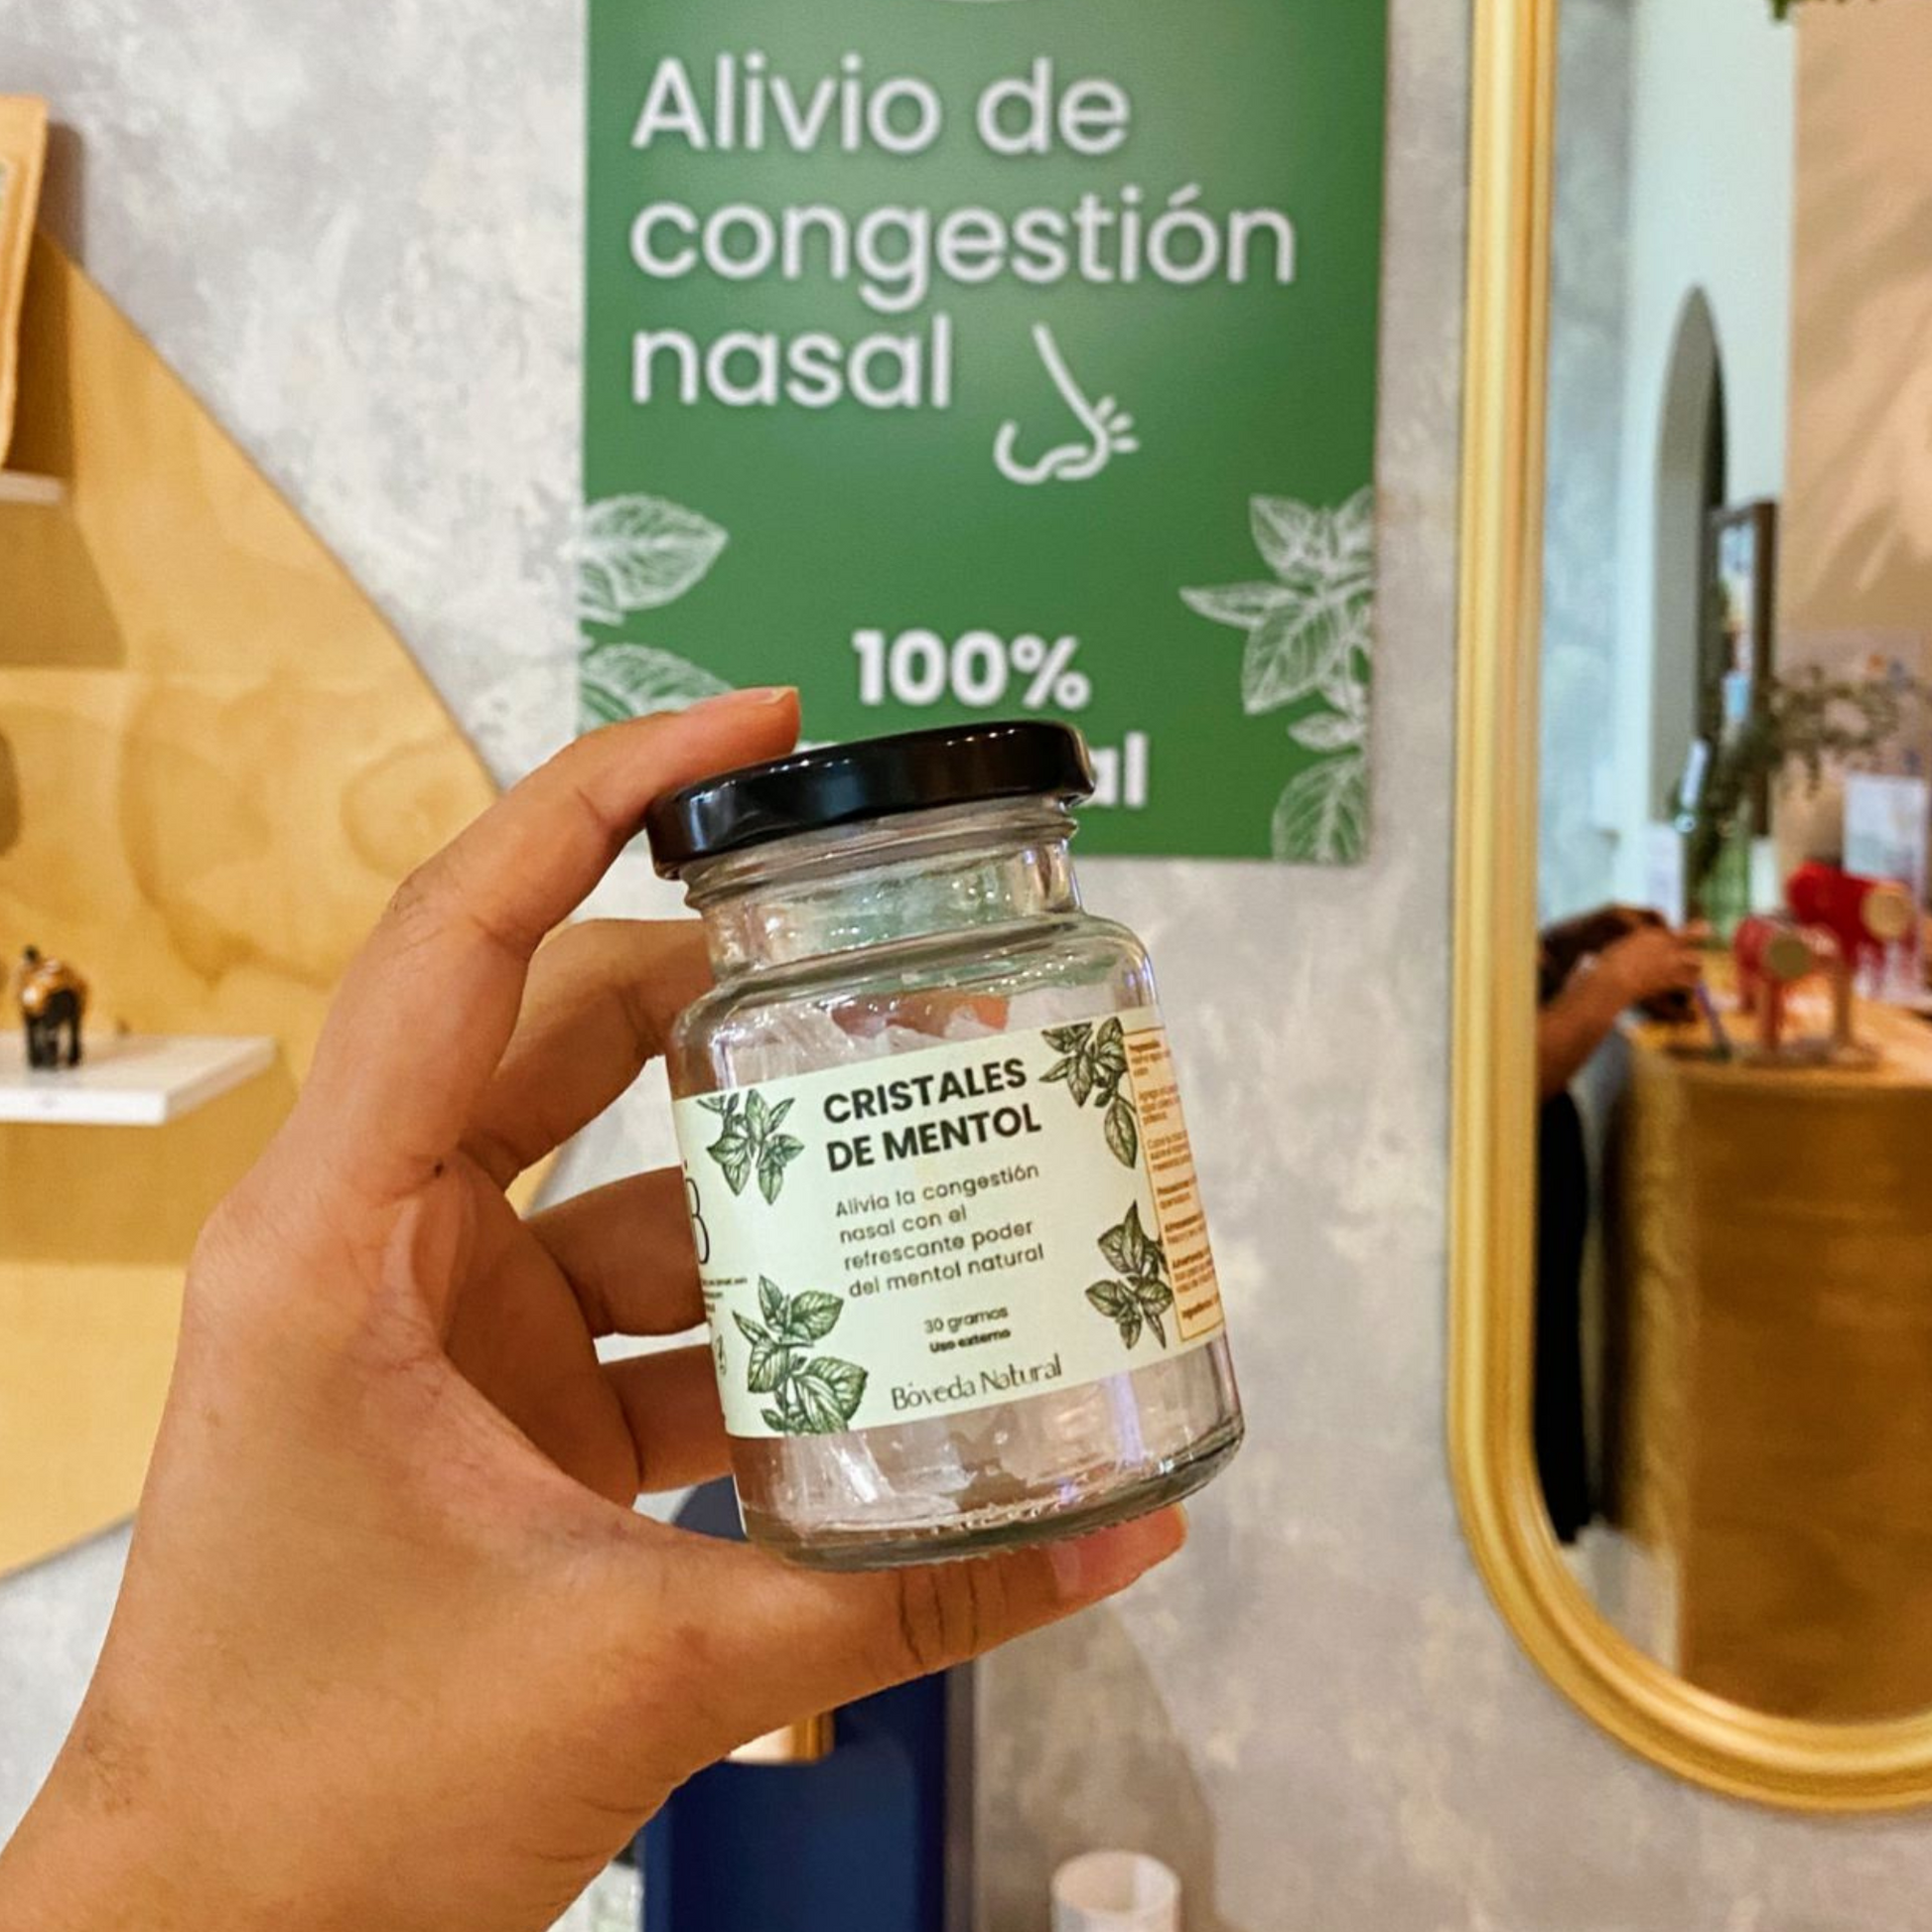 Alivio de
congestión
nasal
100%
al
CRISTALES
DE MENTOL
Alivia la congestión
nasal con el
refrescante poder
del mentol natural
30 gramos
Uso externo
Bóveda Natural